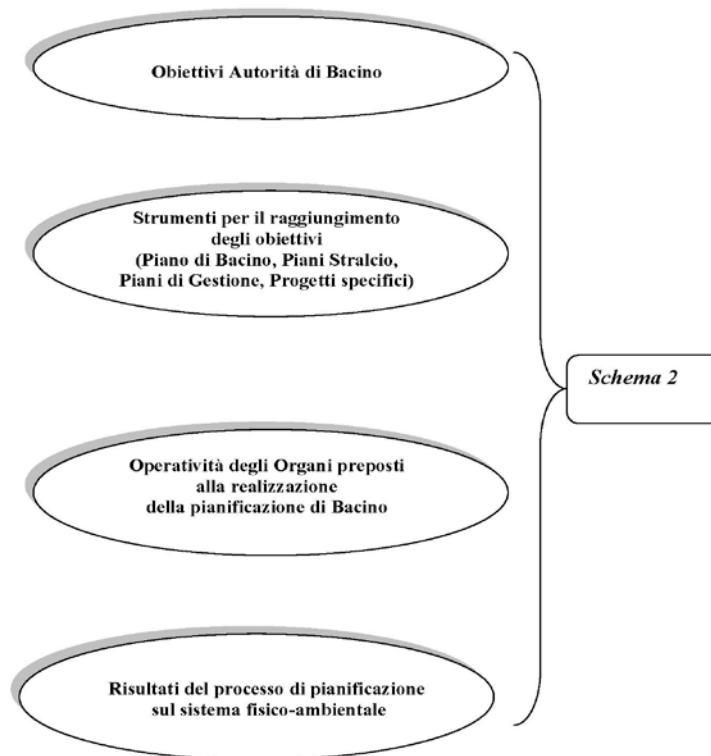 Obiettivi Autorità di Bacino
Strumenti per il raggiungimento
degli obiettivi
(Piano di Bacino, Piani Stralcio,
Piani di Gestione, Progetti specifici)
Schema 2
Operatività degli Organi preposti
alla realizzazione
della pianificazione di Bacino
Risultati del processo di pianificazione
sul sistema fisico-ambientale